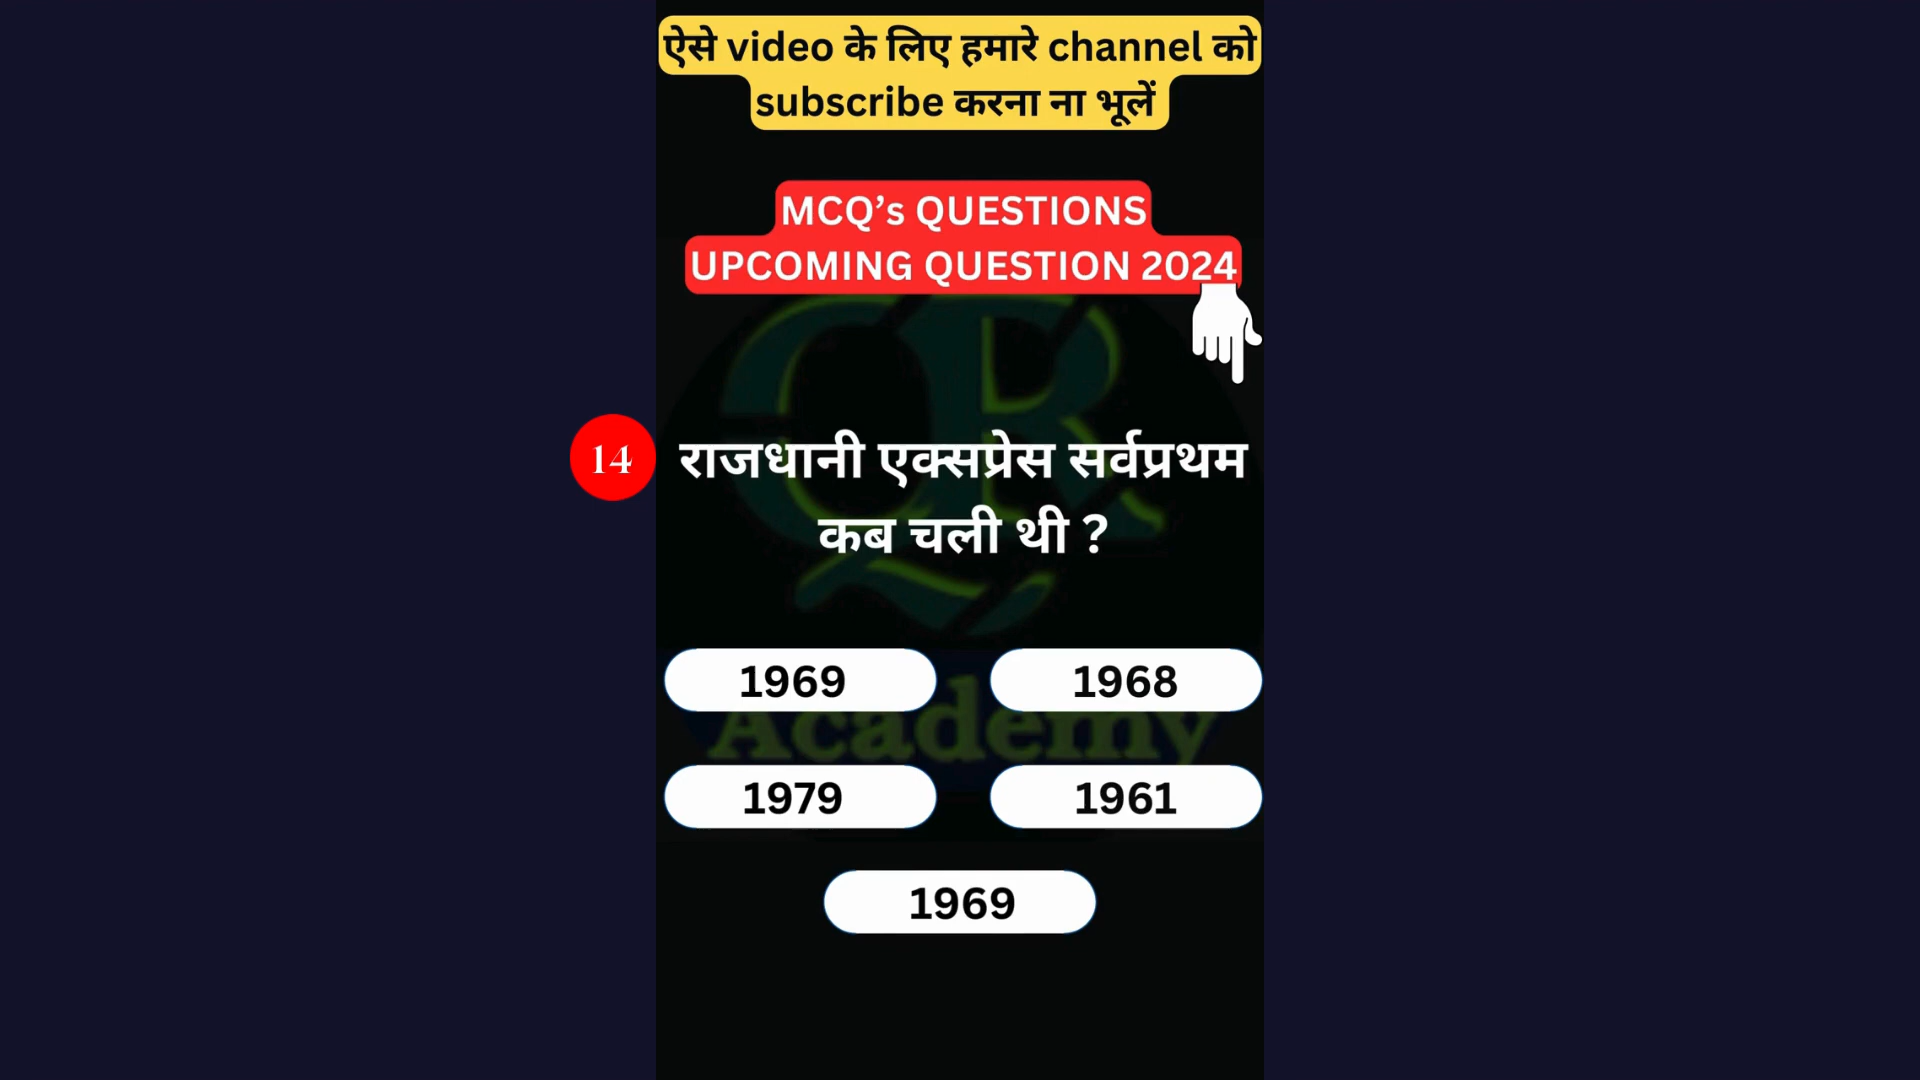 ऐसे video के लिए हमारे channel को
subscribe करना ना भूलें
MCQ’s QUESTIONS
UPCOMING QUESTION 2024
14 राजधानी एक्सप्रेस सर्वप्रथम
कब चली थी ?
1969 1968
Academy
1979 1961
1969